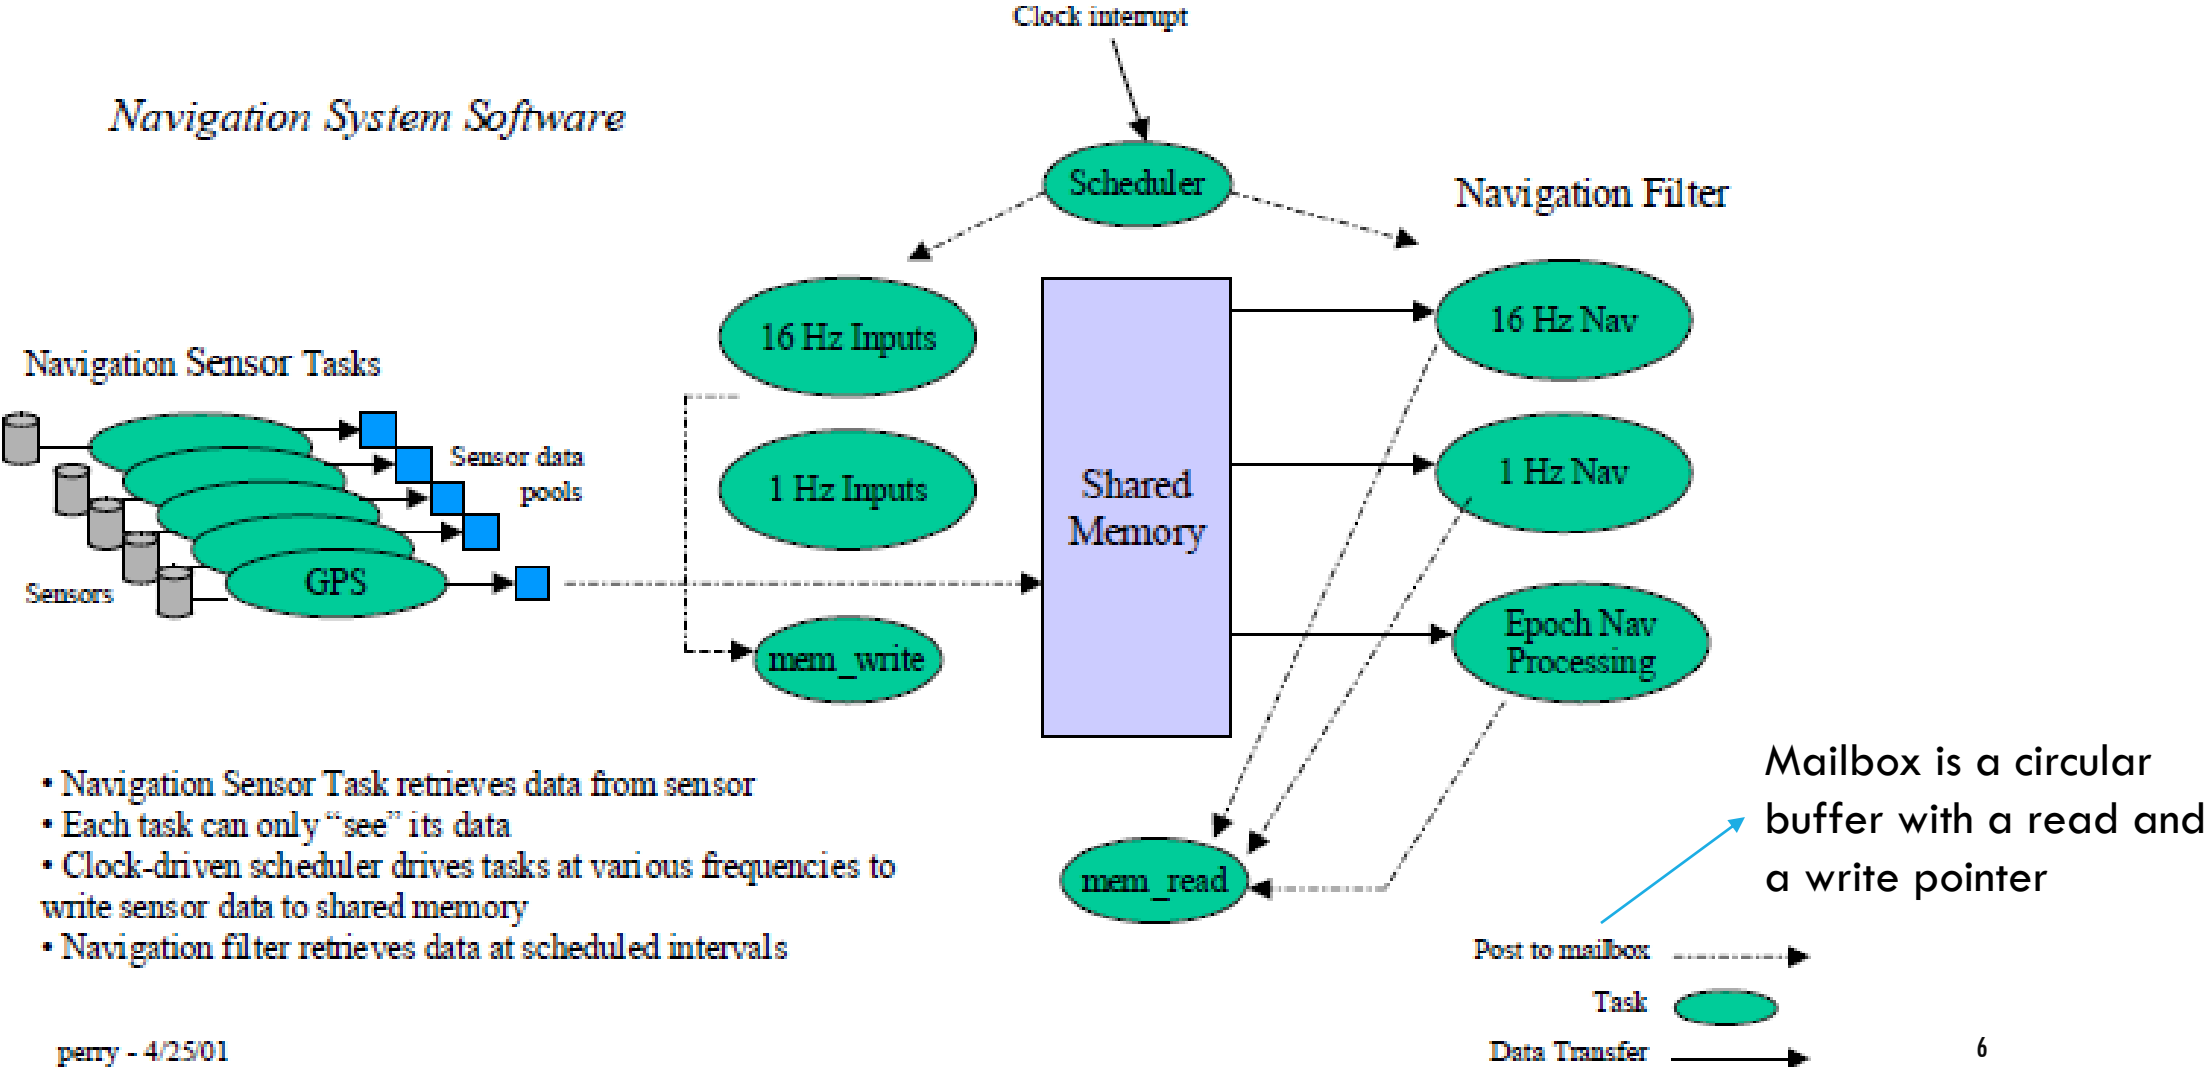 Clock interrupt
Navigation System Software
Scheduler
Navigation Filter
16 Hz Inputs
16 Hz Nav
Navigation Sensor Tasks
Sensor data
pools
1 Hz Inputs
Shared
Memory
1 Hz Nav
GPS
Sensors
mem_write
Epoch Nav
Processing
• Navigation Sensor Task retrieves data from sensor
• Each task can only “see” its data
• Clock-driven scheduler drives tasks at various frequencies to
write sensor data to shared memory
• Navigation filter retrieves data at scheduled intervals
mem_read
Mailbox is a circular
buffer with a read and
a write pointer
Post to mailbox
Task
Data Transfer
perry - 4/25/01
6